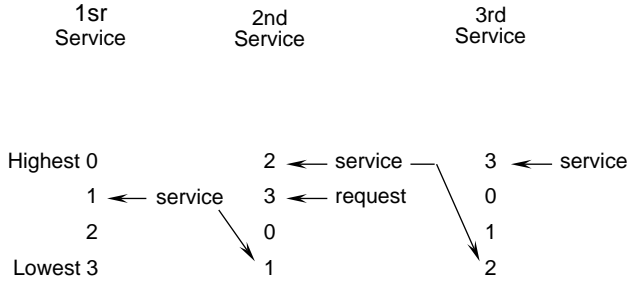 1sr 2nd 3rd
Service Service Service
Highest 0 2 service 3 service
1 service 3 request 0
2 0 1
Lowest 3 1 2